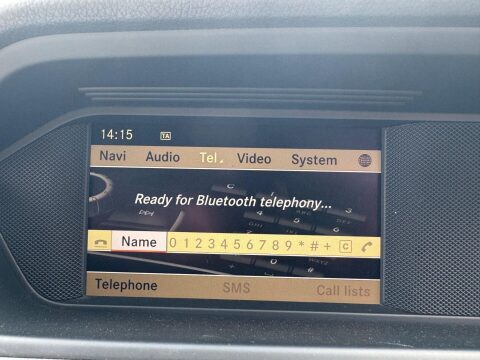 14:15 TA
Navi Audio Tel Video System
Ready for Bluetooth telephony...
Name 0 1 2 3 4 5 6 7 8 9 * # + C
Telephone SMS Call lists